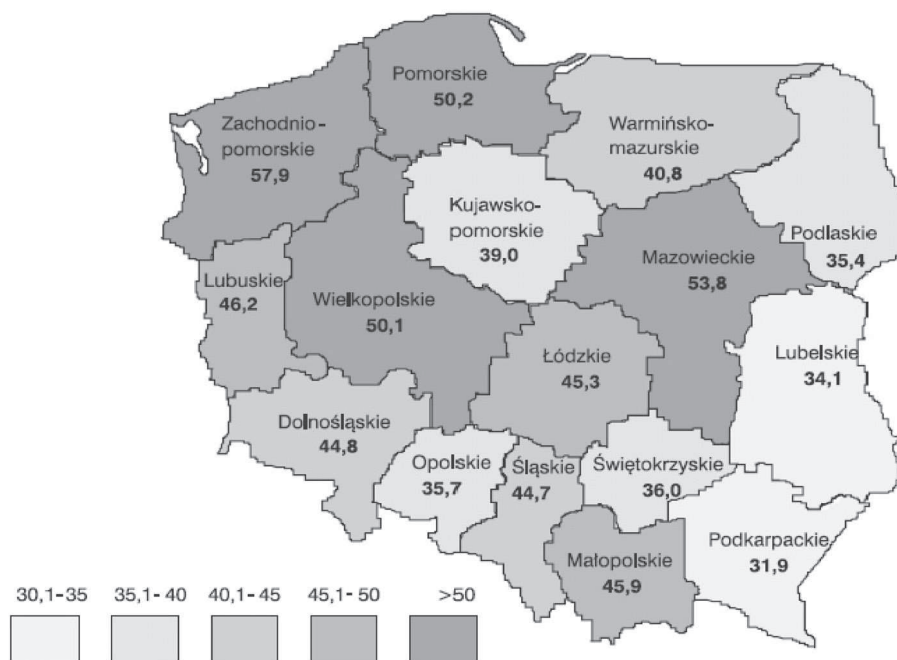 Pomorskie
50,2
Zachodnio-
pomorskie
57,9
Warmińsko-
mazurskie
40,8
Kujawsko-
pomorskie
39,0
Podlaskie
35,4
Mazowieckie
53,8
Lubuskie
46,2
Wielkopolskie
50,1
Łódzkie
45,3
Lubelskie
34,1
Dolnośląskie
44,8
Opolskie
35,7
Śląskie
44,7
Świętokrzyskie
36,0
Małopolskie
45,9
Podkarpackie
31,9
30,1-35 35,1-40 40,1-45 45,1-50 >50